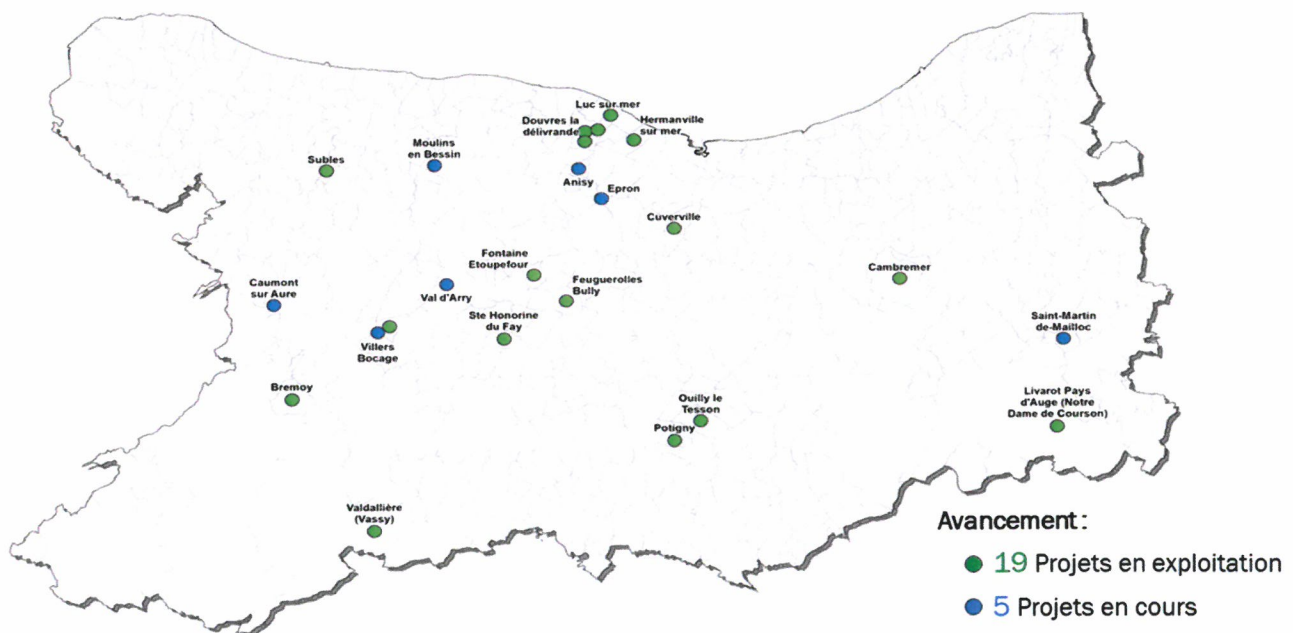 Luc sur mer
Douvres la
délivrande
Hermanville
sur mer
Moulins
en Bessin
Subles
Anisy
Epron
Cuverville
Fontaine
Etoupefour
Feuguerolles
Bully
Cambremer
Caumont
sur Aure
Val d'Arry
Ste Honorine
du Fay
Saint-Martin
de-Mailloc
Villers
Bocage
Bremoy
Ouilly le
Tesson
Potigny
Livarot Pays
d'Auge (Notre
Dame de Courson)
Valdallière
(Vassy)
Avancement :
19 Projets en exploitation
5 Projets en cours